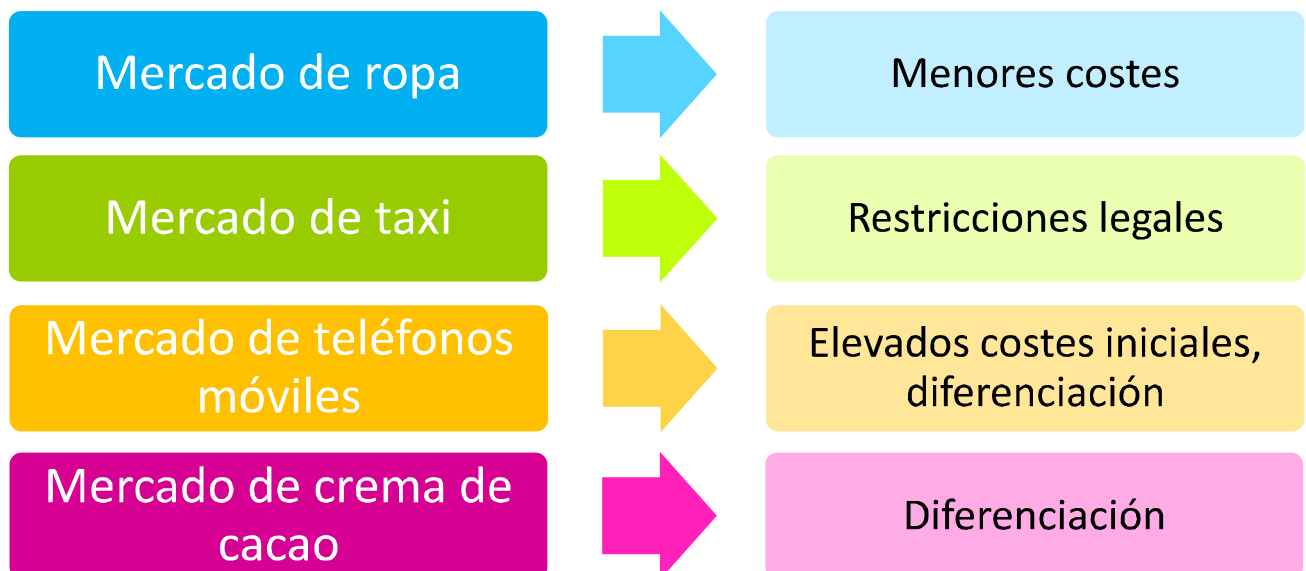 Mercado de ropa
Menores costes
Mercado de taxi
Restricciones legales
Mercado de teléfonos
móviles
Elevados costes iniciales,
diferenciación
Mercado de crema de
cacao
Diferenciación